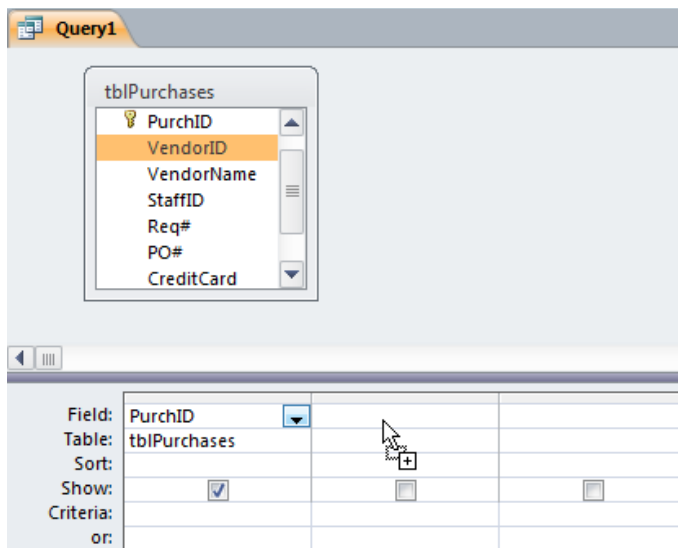 Query1
tblPurchases
PurchID
VendorID
VendorName
StaffID
Req#
PO#
CreditCard
Field: PurchID
Table: tblPurchases
Sort:
Show:
Criteria:
or: